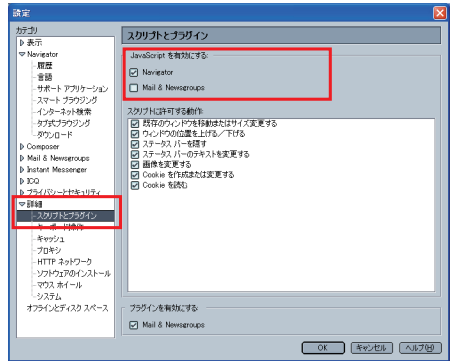 設定
カテゴリ
表示
Navigator
履歴
言語
サポート アプリケーション
スマート ブラウジング
インターネット検索
タブ式ブラウジング
ダウンロード
Composer
Mail & Newsgroups
Instant Messenger
ICQ
プライバシーとセキュリティ
詳細
スクリプトとプラグイン
キーボード操作
キャッシュ
プロキシ
HTTP ネットワーク
ソフトウェアのインストール
マウス ホイール
システム
オフラインとディスク スペース
スクリプトとプラグイン
JavaScript を有効にする:
Navigator
Mail & Newsgroups
スクリプトに許可する動作:
既存のウィンドウを移動またはサイズ変更する
ウィンドウの位置を上げる/下げる
ステータス バーを隠す
ステータス バーのテキストを変更する
画像を変更する
Cookie を作成または変更する
Cookie を読む
プラグインを有効にする:
Mail & Newsgroups
OK
キャンセル
ヘルプ(H)